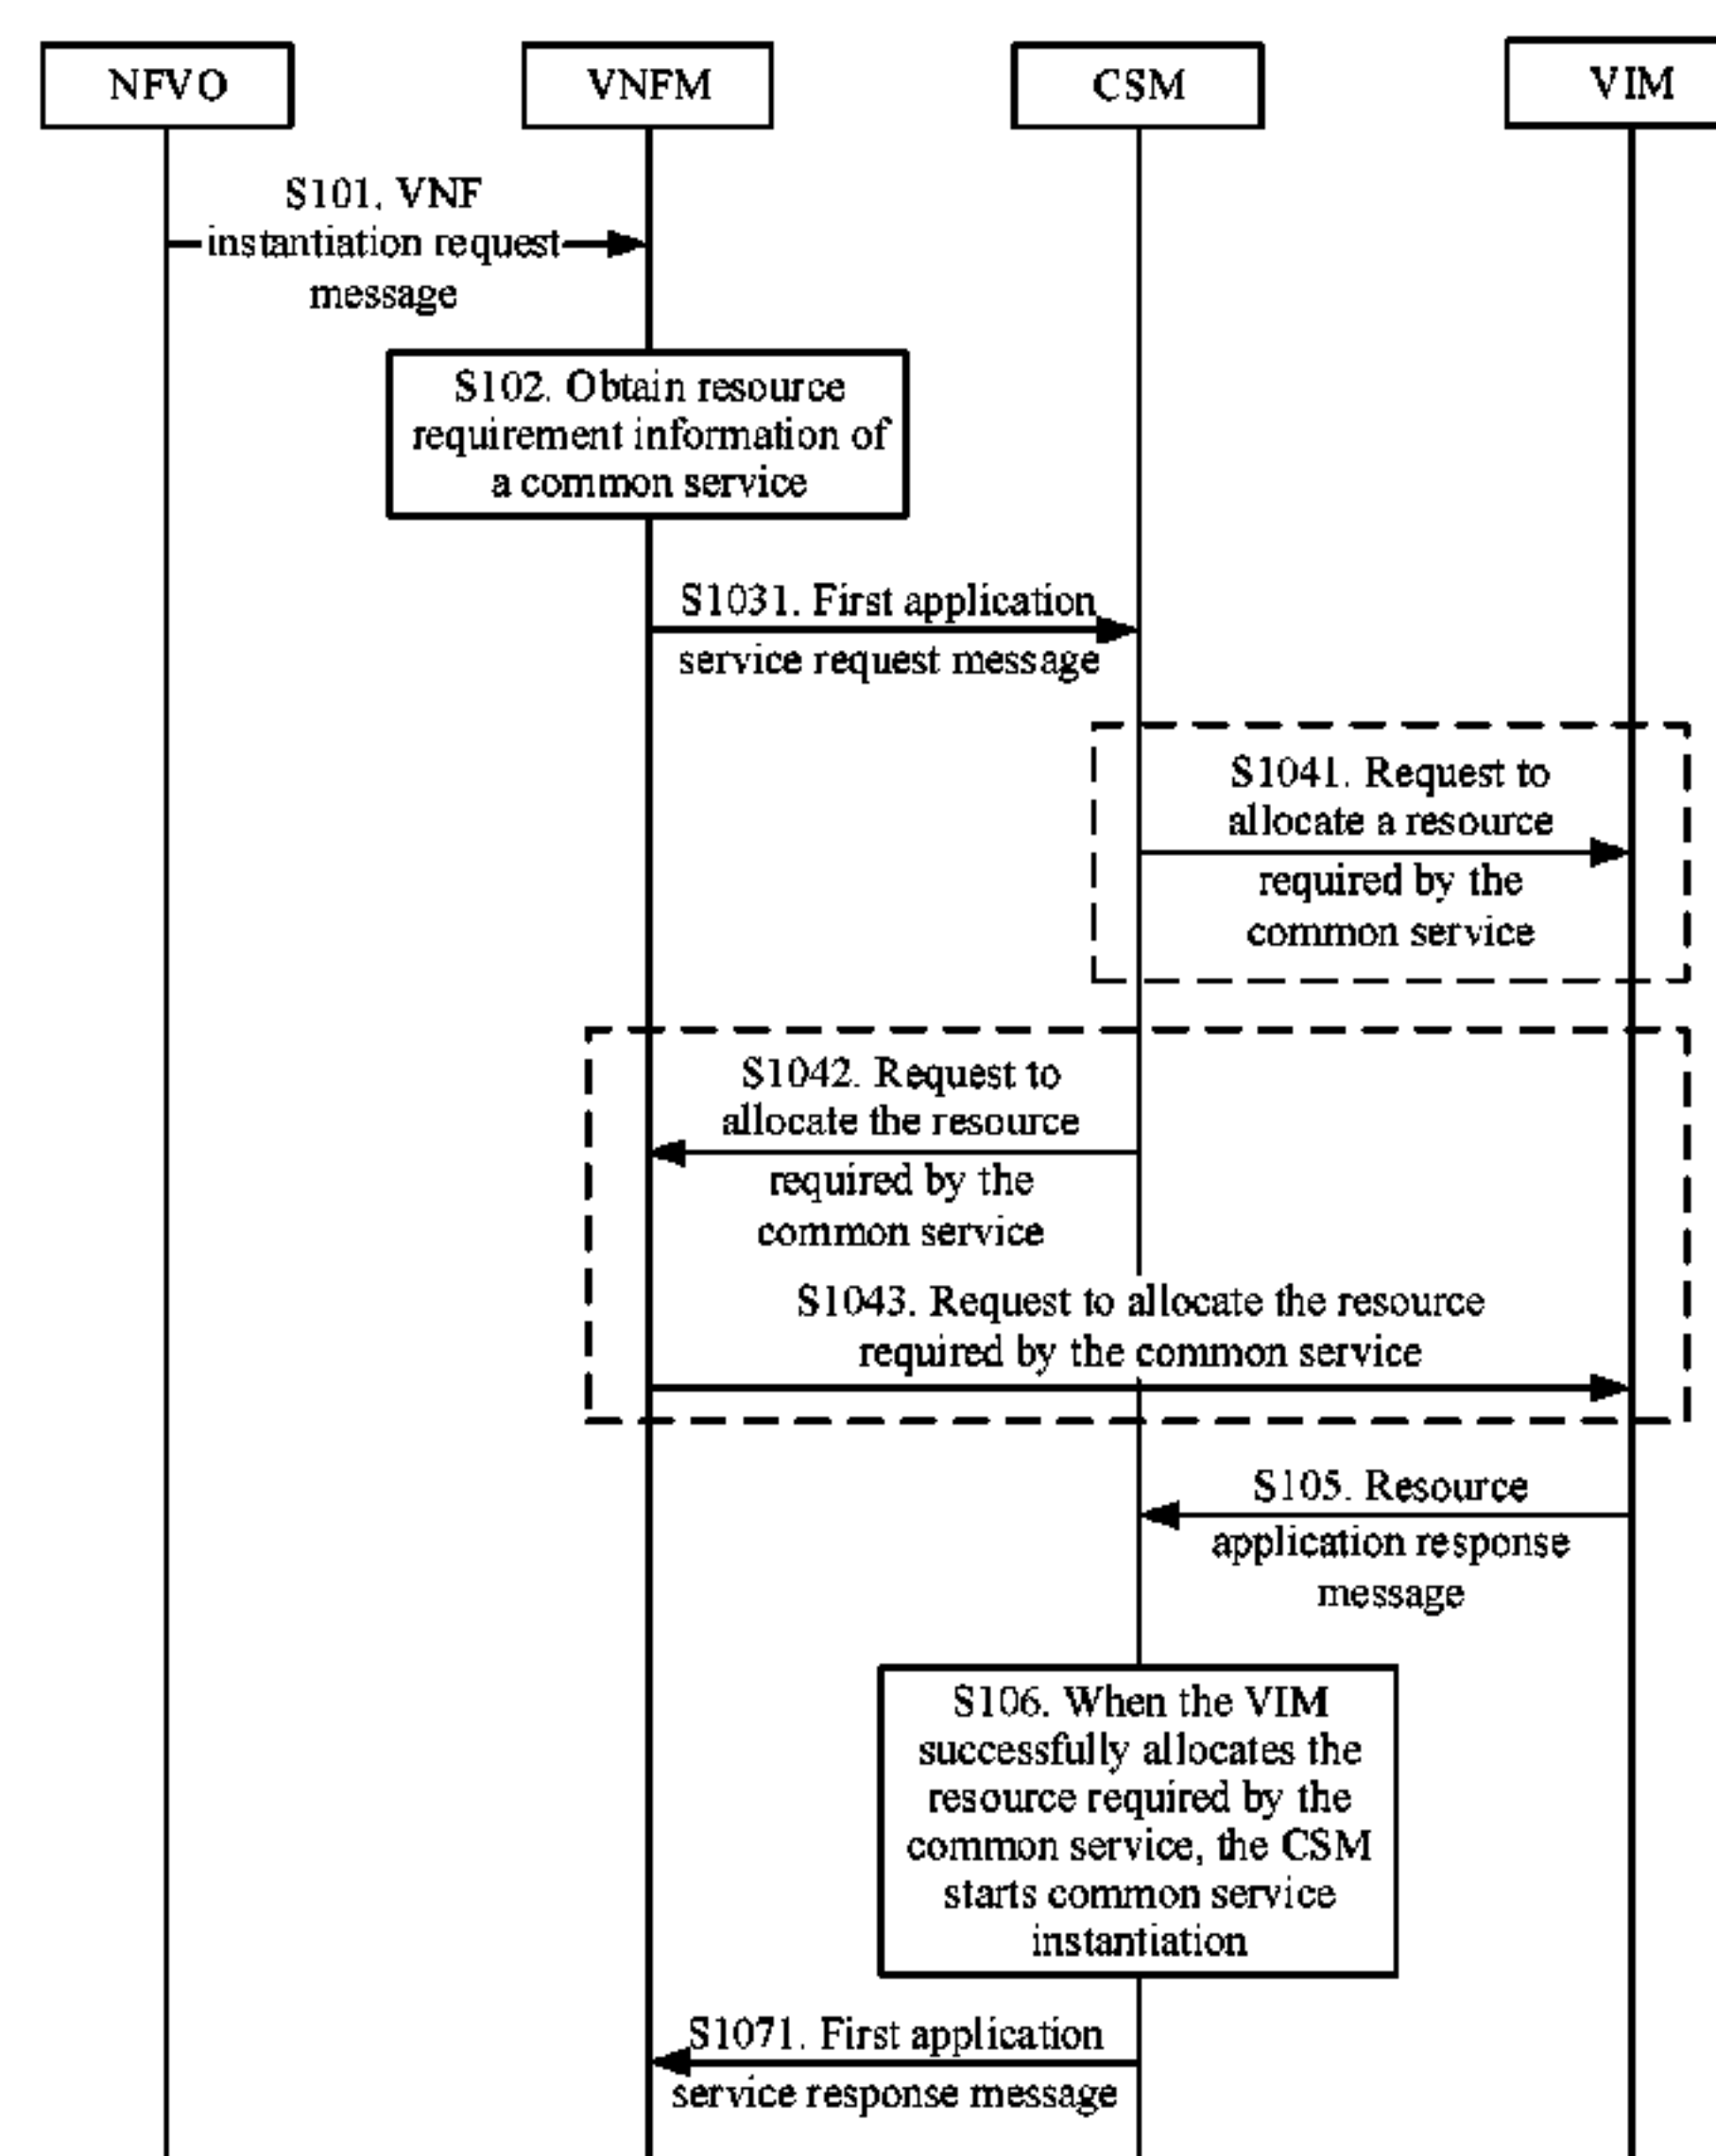 NFVO
VNFM
CSM
VIM
S101. VNF
instantiation request
message
S102. Obtain resource
requirement information of
a common service
S1031. First application
service request message
S1041. Request to
allocate a resource
required by the
common service
S1042. Request to
allocate the resource
required by the
common service
S1043. Request to allocate the resource
required by the common service
S105. Resource
application response
message
S106. When the VIM
successfully allocates the
resource required by the
common service, the CSM
starts common service
instantiation
S1071. First application
service response message